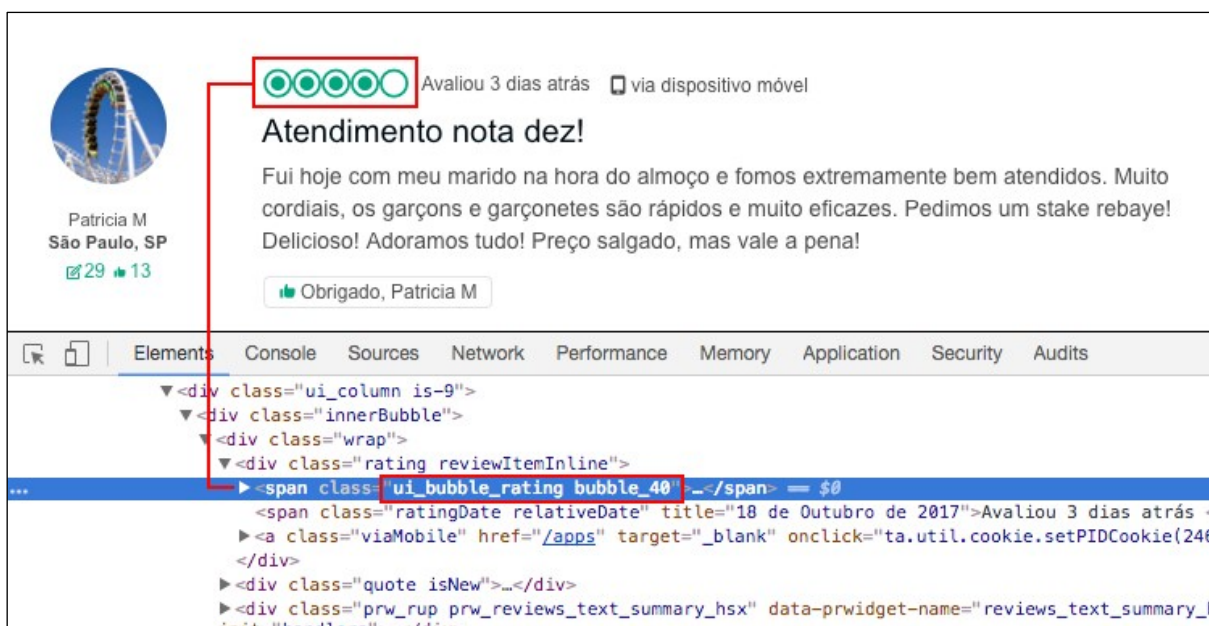 Avaliou 3 dias atrás via dispositivo móvel
Atendimento nota dez!
Fui hoje com meu marido na hora do almoço e fomos extremamente bem atendidos. Muito
cordiais, os garçons e garçonetes são rápidos e muito eficazes. Pedimos um stake rebaye!
Delicioso! Adoramos tudo! Preço salgado, mas vale a pena!
Patricia M
São Paulo, SP
29 13
Obrigado, Patricia M
Elements Console Sources Network Performance Memory Application Security Audits
▼<div class="ui_column is-9">
▼<div class="innerBubble">
▼<div class="wrap">
▼<div class="rating reviewItemInline">
... ▶<span class="ui_bubble_rating bubble_40">…</span> == $0
<span class="ratingDate relativeDate" title="18 de Outubro de 2017">Avaliou 3 dias atrás <
▶<a class="viaMobile" href="/apps" target="_blank" onclick="ta.util.cookie.setPIDCookie(246
</div>
▶<div class="quote isNew">…</div>
▶<div class="prw_rup prw_reviews_text_summary_hsx" data-prwidget-name="reviews_text_summary_